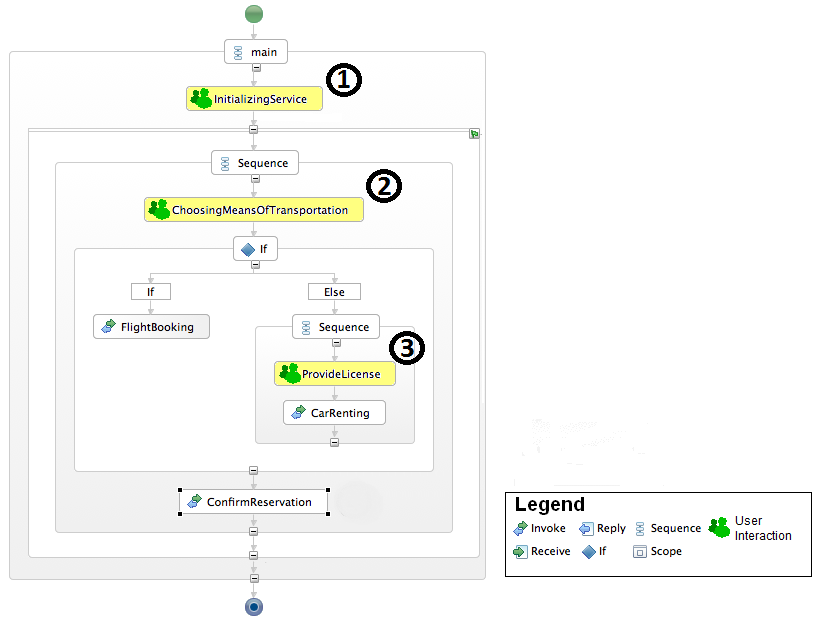 main
1
InitializingService
Sequence
2
ChoosingMeansOfTransportation
If
If
Else
FlightBooking
Sequence
3
ProvideLicense
CarRenting
ConfirmReservation
Legend
Invoke
Reply
Sequence
User
Interaction
Receive
If
Scope